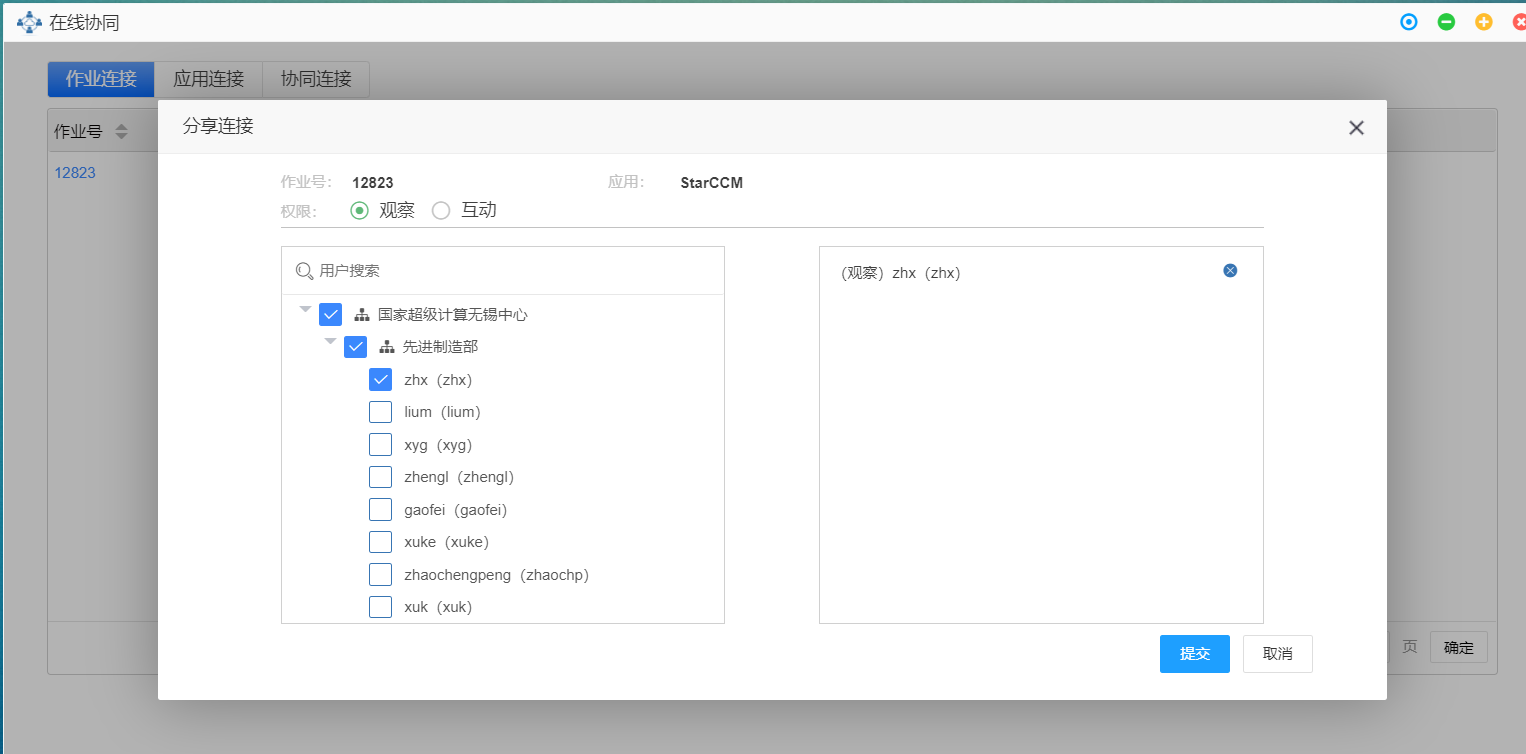 在线协同
作业连接 应用连接 协同连接
分享连接
作业号
12823
作业号: 12823 应用: StarCCM
权限: 观察 互动
用户搜索
国家超级计算无锡中心
先进制造部
zhx（zhx）
lium（lium）
xyg（xyg）
zhengl（zhengl）
gaofei（gaofei）
xuke（xuke）
zhaochengpeng（zhaochp）
xuk（xuk）
（观察）zhx（zhx）
提交 取消
页 确定